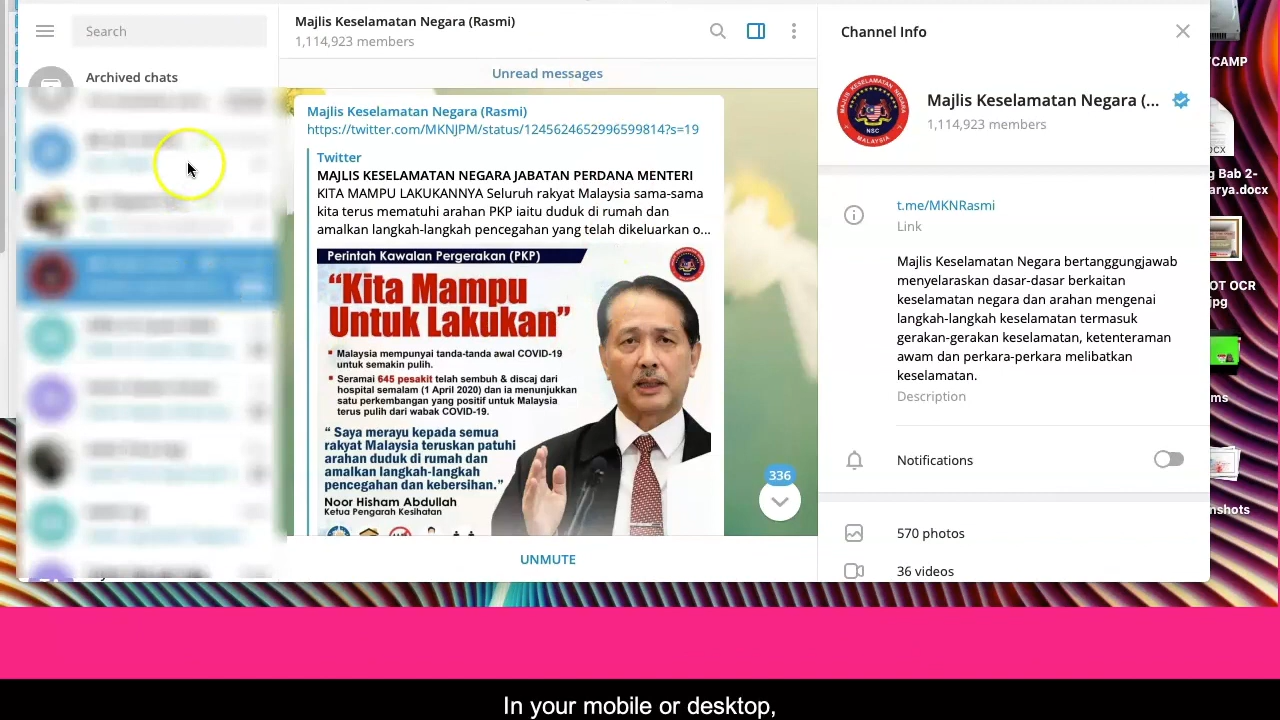 Search
Archived chats
Majlis Keselamatan Negara (Rasmi)
1,114,923 members
Unread messages
Majlis Keselamatan Negara (Rasmi)
https://twitter.com/MKNJPM/status/1245624652996599814?s=19
Twitter
MAJLIS KESELAMATAN NEGARA JABATAN PERDANA MENTERI
KITA MAMPU LAKUKANNYA Seluruh rakyat Malaysia sama-sama
kita terus mematuhi arahan PKP iaitu duduk di rumah dan
amalkan langkah-langkah pencegahan yang telah dikeluarkan o...
Perintah Kawalan Pergerakan (PKP)
"Kita Mampu
Untuk Lakukan"
Malaysia mempunyai tanda-tanda awal COVID-19
untuk semakin pulih.
Seramai 645 pesakit telah sembuh & discaj dari
hospital semalam (1 April 2020) dan ia menunjukkan
satu perkembangan yang positif untuk Malaysia
terus pulih dari wabak COVID-19.
" Saya merayu kepada semua
rakyat Malaysia teruskan patuhi
arahan duduk di rumah dan
amalkan langkah-langkah
pencegahan dan kebersihan."
Noor Hisham Abdullah
Ketua Pengarah Kesihatan
336
UNMUTE
Channel Info
MAJLIS KESELAMATAN NEGARA
NSC
MALAYSIA
Majlis Keselamatan Negara (...
1,114,923 members
t.me/MKNRasmi
Link
Majlis Keselamatan Negara bertanggungjawab
menyelaraskan dasar-dasar berkaitan
keselamatan negara dan arahan mengenai
langkah-langkah keselamatan termasuk
gerakan-gerakan keselamatan, ketenteraman
awam dan perkara-perkara melibatkan
keselamatan.
Description
Notifications
570 photos
36 videos
CAMP
g Bab 2-
arya.docx
OT OCR
jpg
ms
nshots
In your mobile or desktop,